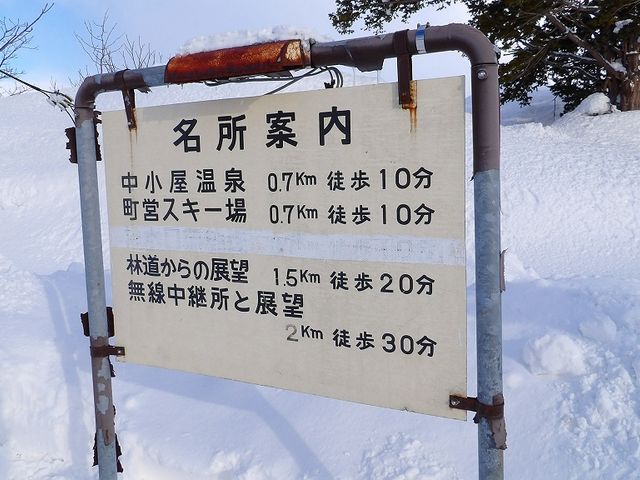 名所案内
中小屋温泉 0.7Km 徒歩10分
町営スキー場 0.7Km 徒歩10分
林道からの展望 1.5Km 徒歩20分
無線中継所と展望
2Km 徒歩30分